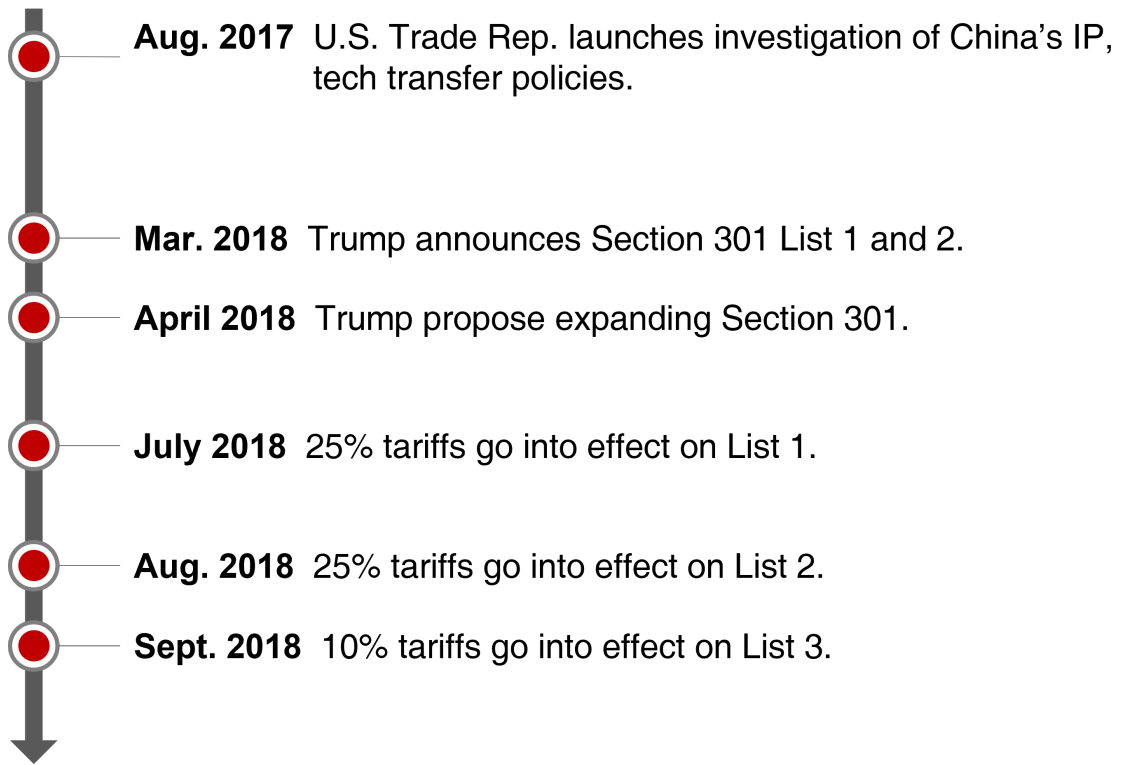 Aug. 2017 U.S. Trade Rep. launches investigation of China’s IP,
tech transfer policies.
Mar. 2018 Trump announces Section 301 List 1 and 2.
April 2018 Trump propose expanding Section 301.
July 2018 25% tariffs go into effect on List 1.
Aug. 2018 25% tariffs go into effect on List 2.
Sept. 2018 10% tariffs go into effect on List 3.